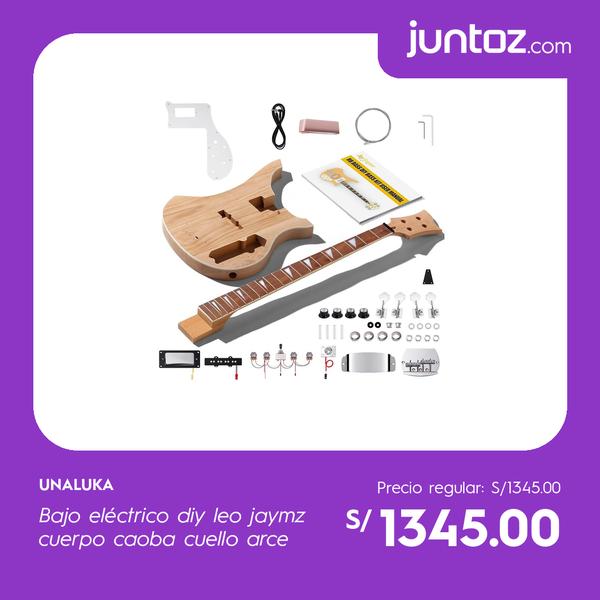 juntoz.com
UNALUKA
Bajo eléctrico diy leo jaymz
cuerpo caoba cuello arce
Precio regular: S/1345.00
S/1345.00